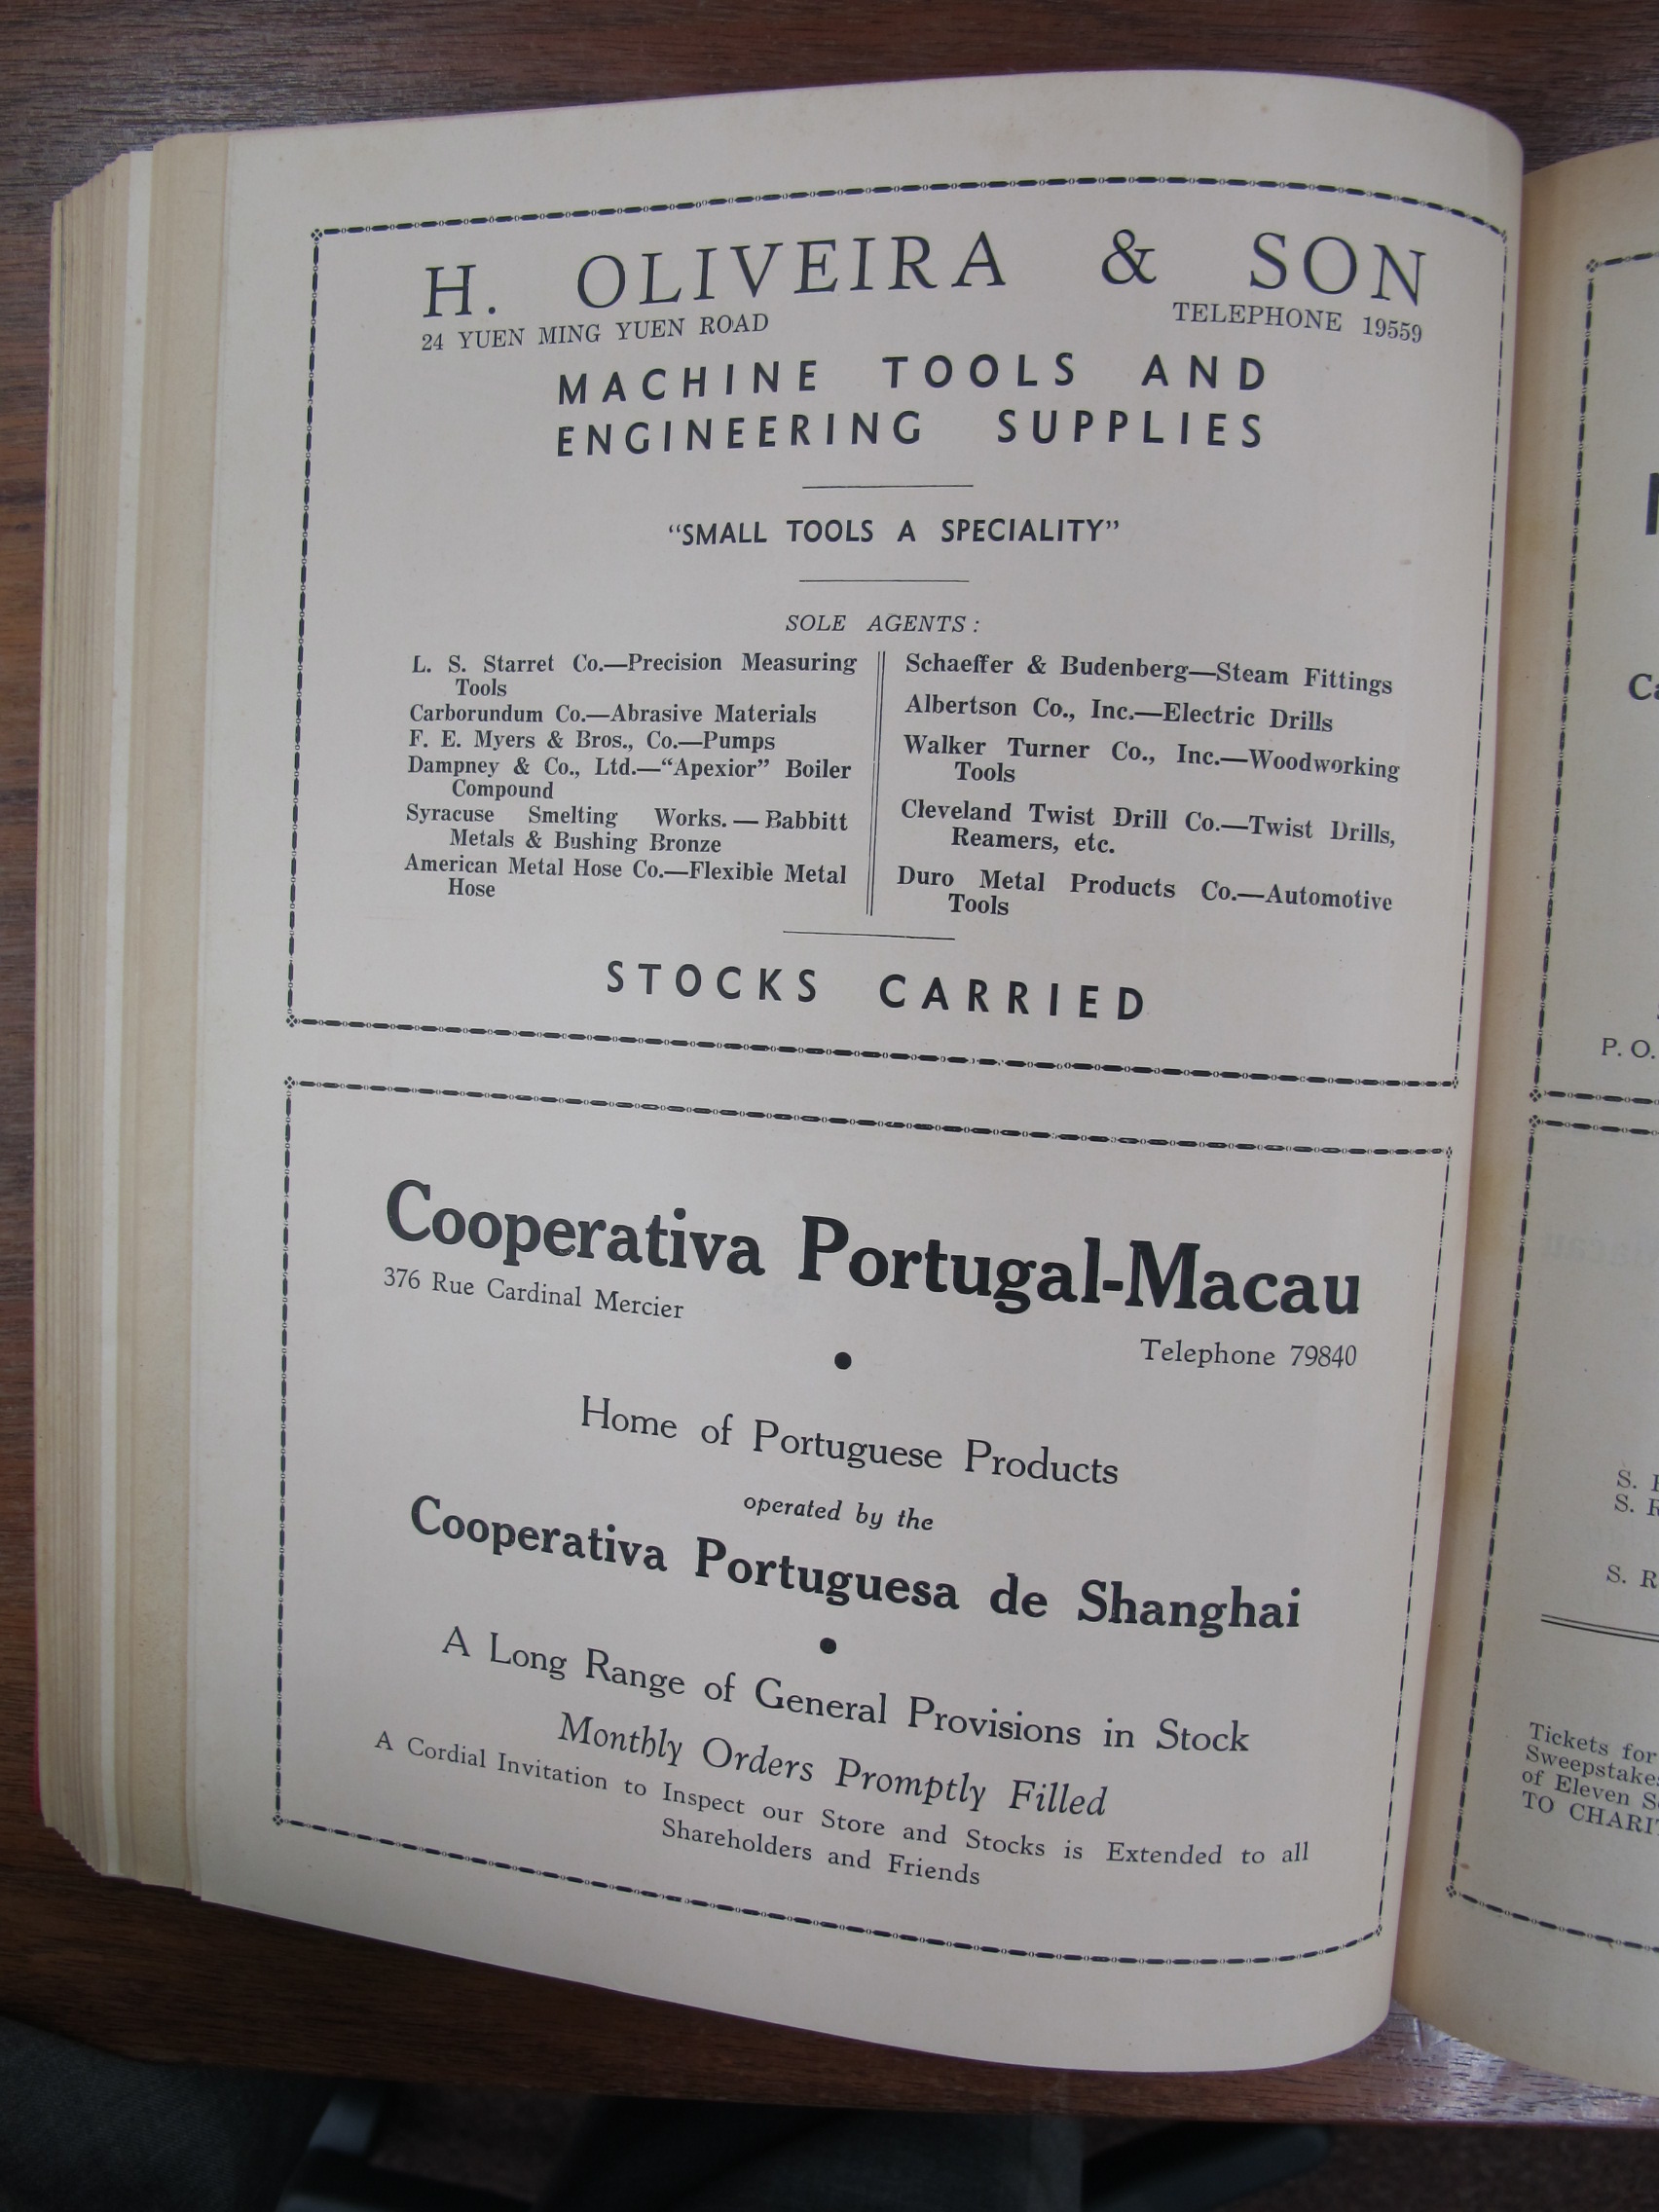 H. OLIVEIRA & SON
24 YUEN MING YUEN ROAD
TELEPHONE 19559
MACHINE TOOLS AND
ENGINEERING SUPPLIES
“SMALL TOOLS A SPECIALITY”
SOLE AGENTS:
L. S. Starret Co.—Precision Measuring
Tools
Carborundum Co.—Abrasive Materials
F. E. Myers & Bros., Co.—Pumps
Dampney & Co., Ltd.—“Apexior” Boiler
Compound
Syracuse Smelting Works.—Babbitt
Metals & Bushing Bronze
American Metal Hose Co.—Flexible Metal
Hose
Schaeffer & Budenberg—Steam Fittings
Albertson Co., Inc.—Electric Drills
Walker Turner Co., Inc.—Woodworking
Tools
Cleveland Twist Drill Co.—Twist Drills,
Reamers, etc.
Duro Metal Products Co.—Automotive
Tools
STOCKS CARRIED
Cooperativa Portugal-Macau
376 Rue Cardinal Mercier
Telephone 79840
Home of Portuguese Products
operated by the
Cooperativa Portuguesa de Shanghai
A Long Range of General Provisions in Stock
Monthly Orders Promptly Filled
A Cordial Invitation to Inspect our Store and Stocks is Extended to all
Shareholders and Friends
P. O.
S.
S. R
S. R
Tickets for
of Eleven
TO